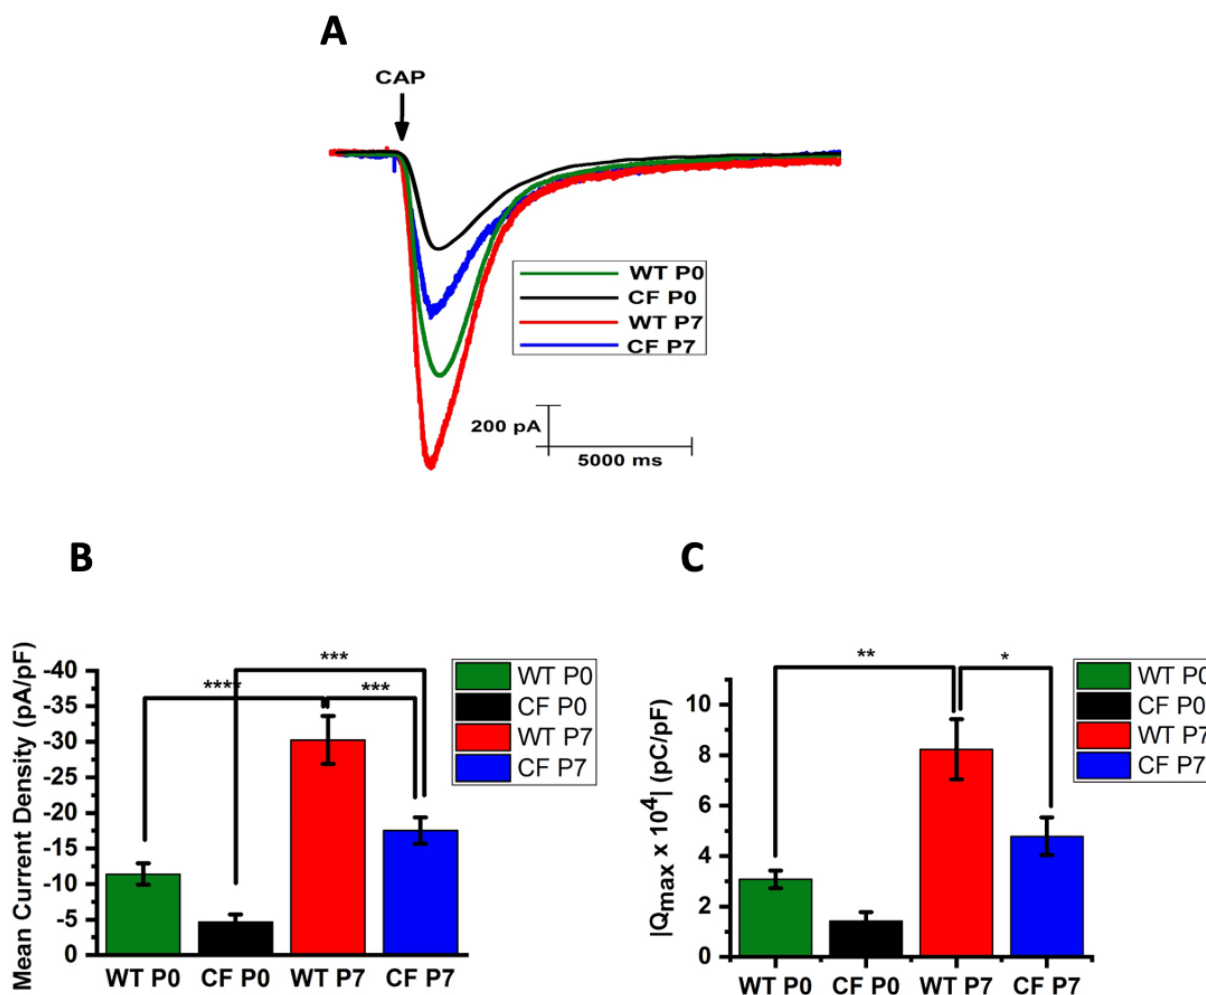 A
CAP
WT P0
CF P0
WT P7
CF P7
200 pA
5000 ms
B
Mean Current Density (pA/pF)
-40
-35
-30
-25
-20
-15
-10
-5
0
****
***
***
WT P0
CF P0
WT P7
CF P7
WT P0 CF P0 WT P7 CF P7
C
|Qmax x 10⁴| (pC/pF)
10
8
6
4
2
0
**
*
WT P0
CF P0
WT P7
CF P7
WT P0 CF P0 WT P7 CF P7